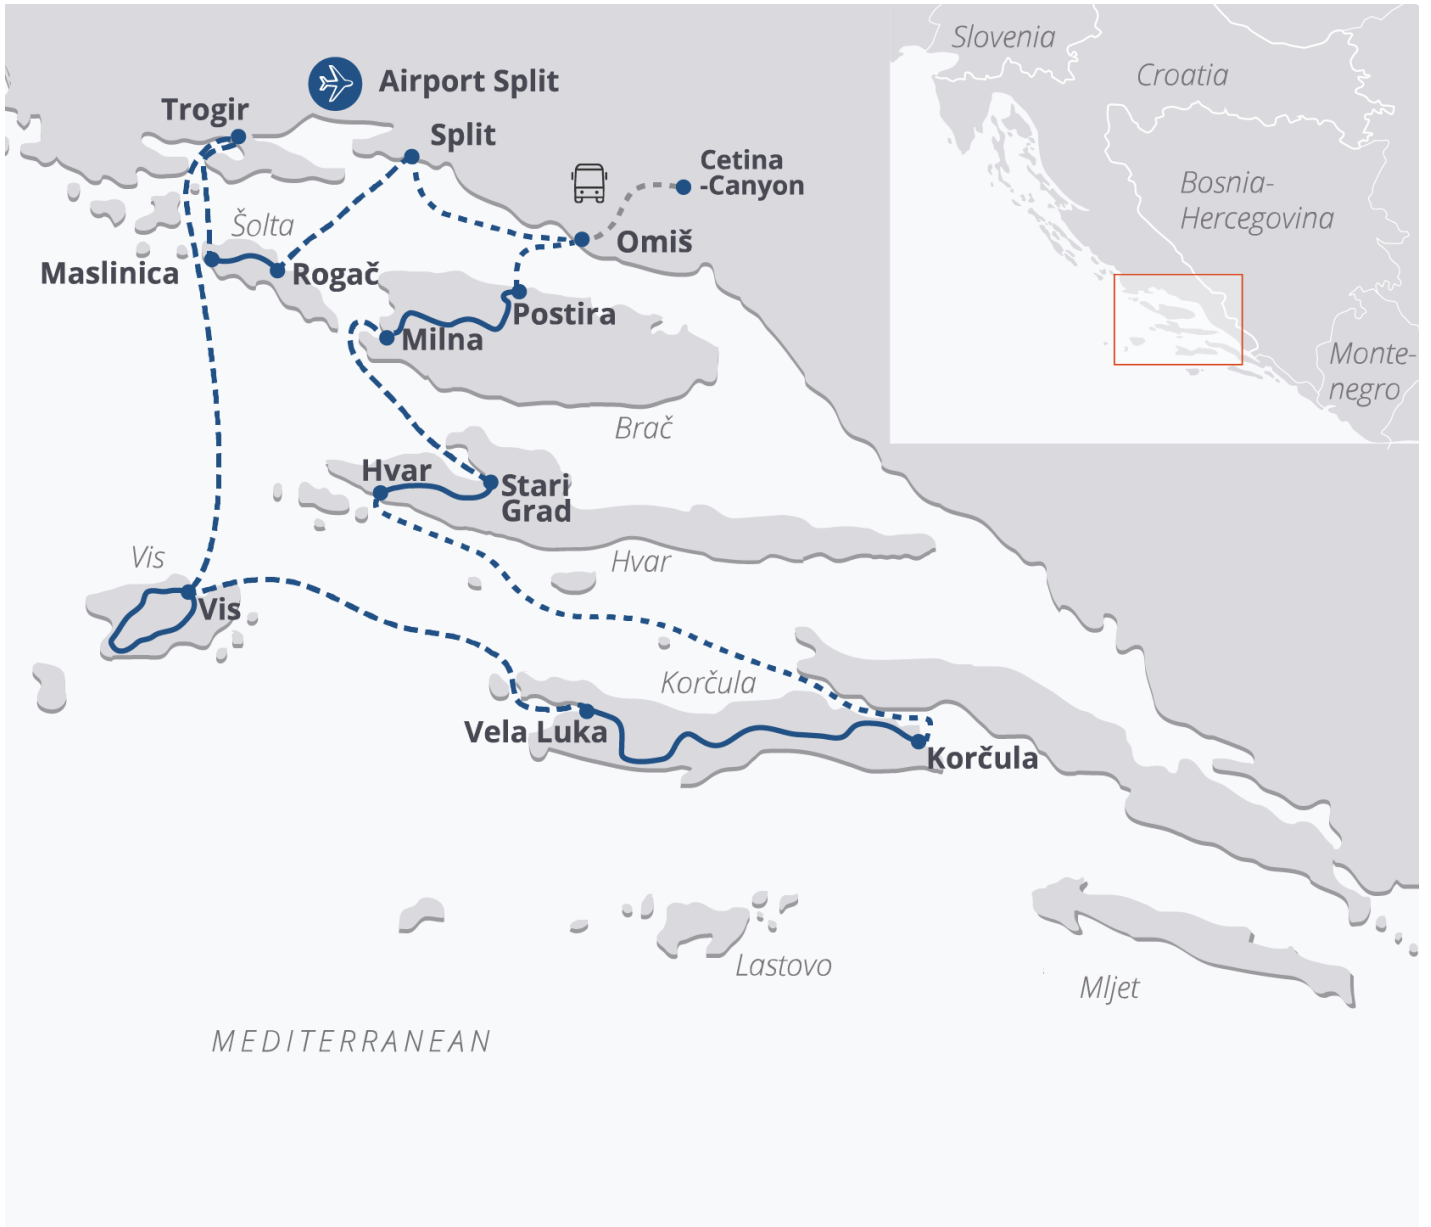 Slovenia
Croatia
Bosnia-
Hercegovina
Monte-
negro
Airport Split
Trogir
Split
Cetina
-Canyon
Šolta
Omiš
Maslinica
Rogač
Postira
Milna
Brač
Hvar
Stari
Grad
Hvar
Vis
Vis
Korčula
Vela Luka
Korčula
Lastovo
Mljet
MEDITERRANEAN